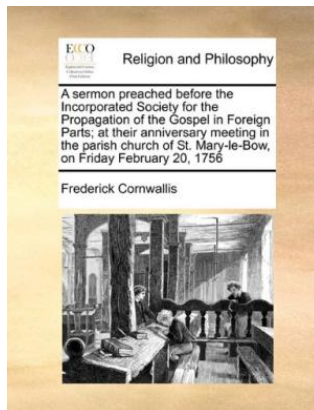 ECCO
Religion and Philosophy
A sermon preached before the
Incorporated Society for the
Propagation of the Gospel in Foreign
Parts; at their anniversary meeting in
the parish church of St. Mary-le-Bow,
on Friday February 20, 1756
Frederick Cornwallis